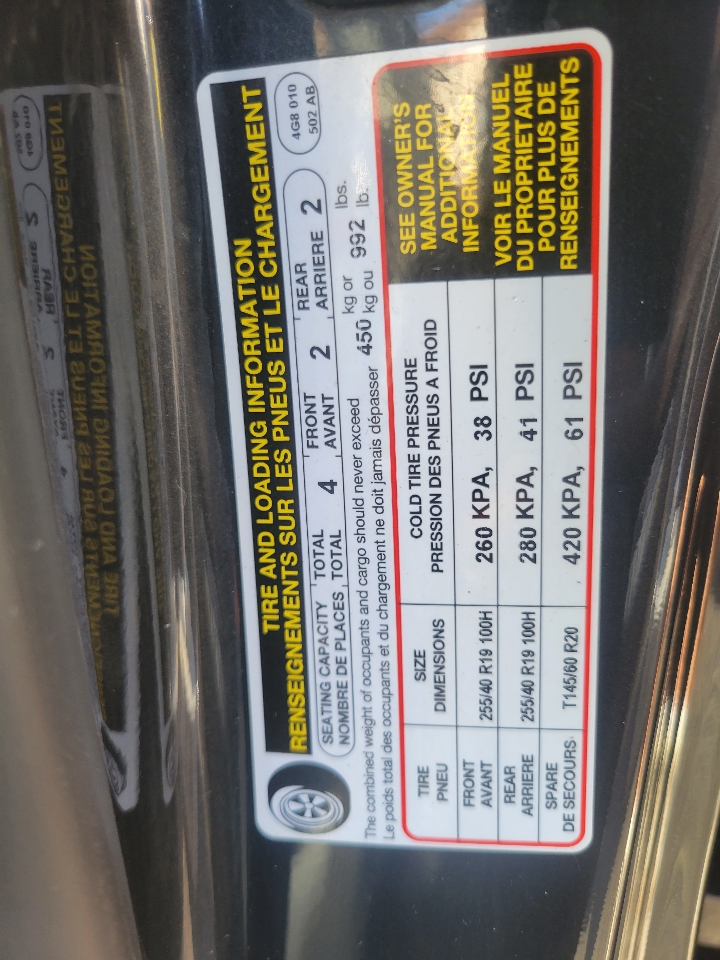 TIRE AND LOADING INFORMATION
RENSEIGNEMENTS SUR LES PNEUS ET LE CHARGEMENT
SEATING CAPACITY TOTAL 4 FRONT 2 REAR 2
NOMBRE DE PLACES TOTAL AVANT ARRIERE
4G8 010
502 AB
The combined weight of occupants and cargo should never exceed 450 kg or 992 lbs.
Le poids total des occupants et du chargement ne doit jamais dépasser kg ou lb.
TIRE SIZE COLD TIRE PRESSURE
PNEU DIMENSIONS PRESSION DES PNEUS A FROID
FRONT 255/40 R19 100H 260 KPA, 38 PSI
AVANT
REAR 255/40 R19 100H 280 KPA, 41 PSI
ARRIERE
SPARE T145/60 R20 420 KPA, 61 PSI
DE SECOURS
SEE OWNER'S
MANUAL FOR
ADDITIONAL
INFORMATION
VOIR LE MANUEL
DU PROPRIETAIRE
POUR PLUS DE
RENSEIGNEMENTS